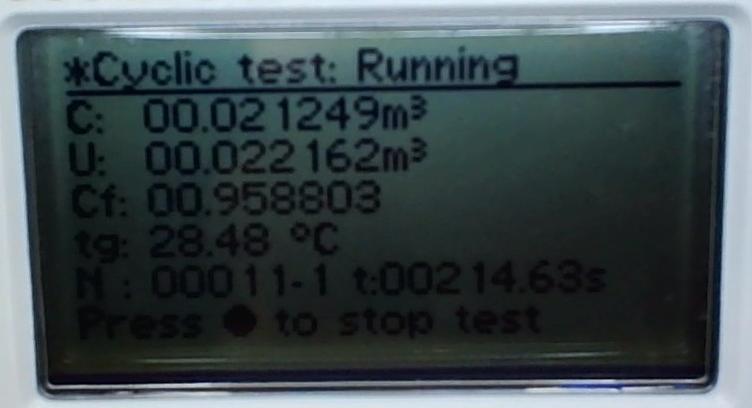 *Cyclic test: Running
C: 00.021249m³
U: 00.022162m³
Cf: 00.958803
tg: 28.48 °C
N : 00011-1 t:00214.63s
Press ● to stop test